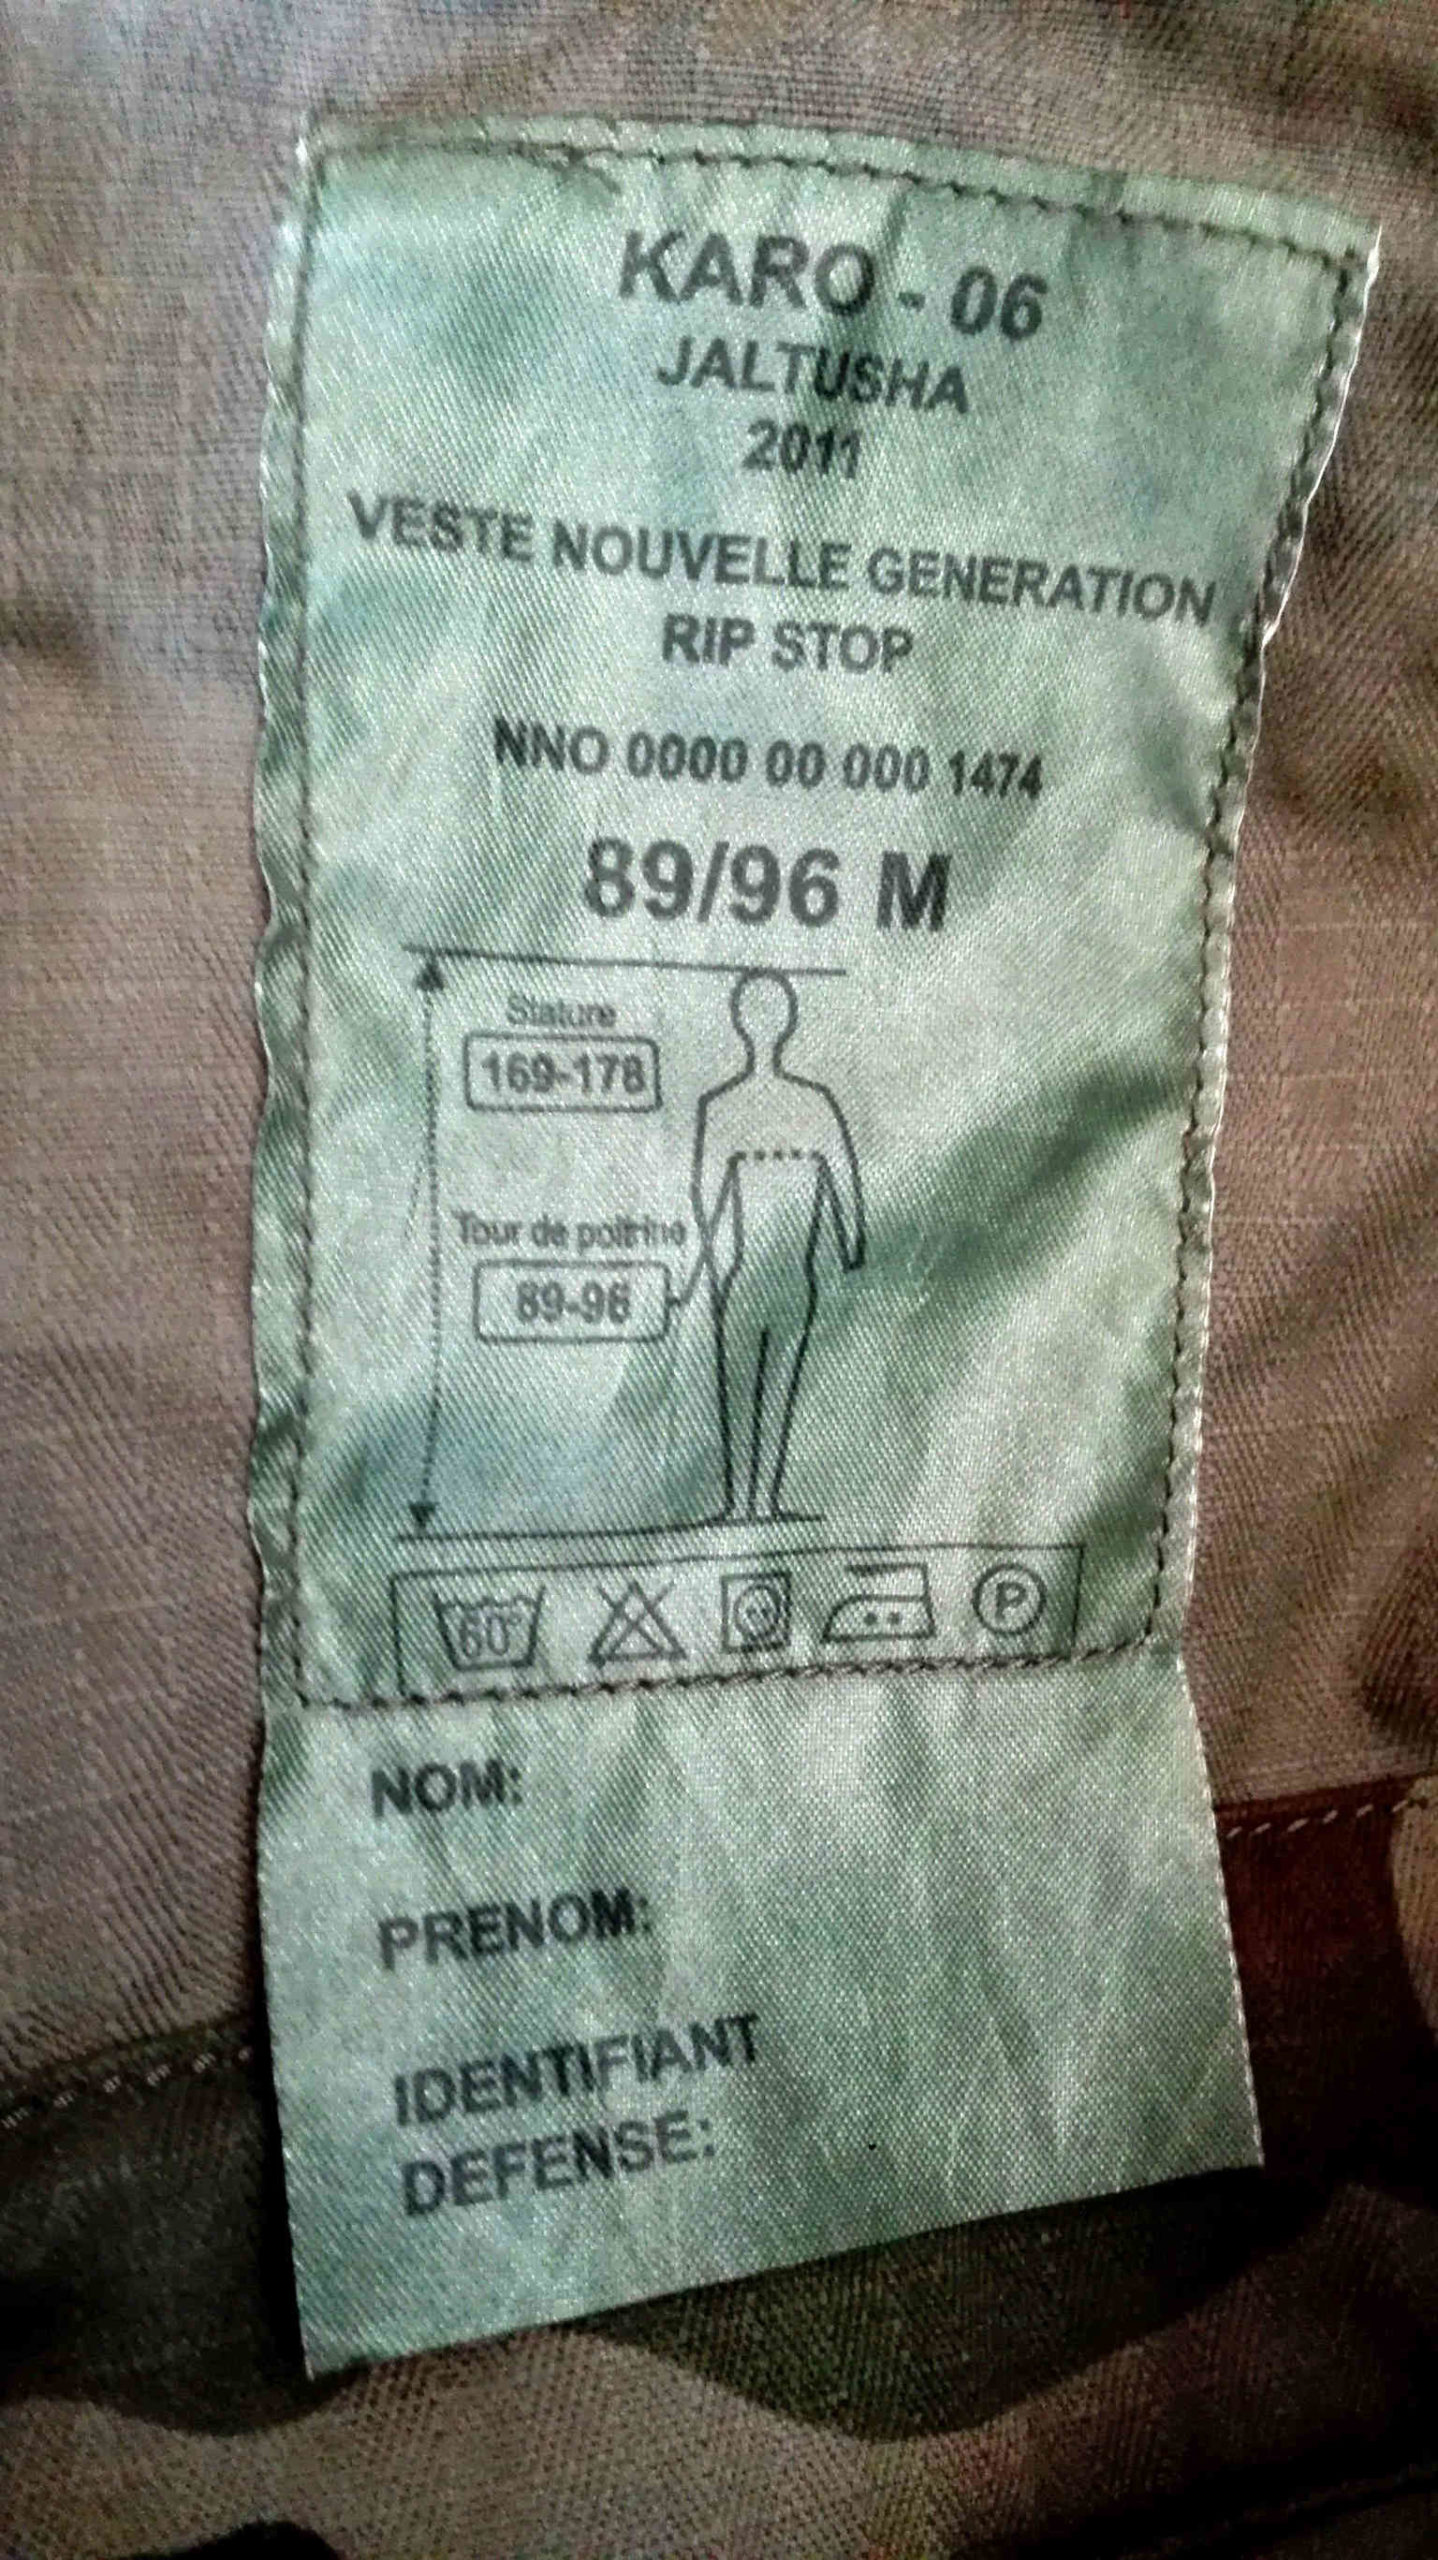 KARO - 06
JALTUSHA
2011
VESTE NOUVELLE GENERATION
RIP STOP
NNO 0000 00 000 1474
89/96 M
Stature
169-178
Tour de poitrine
89-96
60°
P
NOM:
PRENOM:
IDENTIFIANT
DEFENSE: